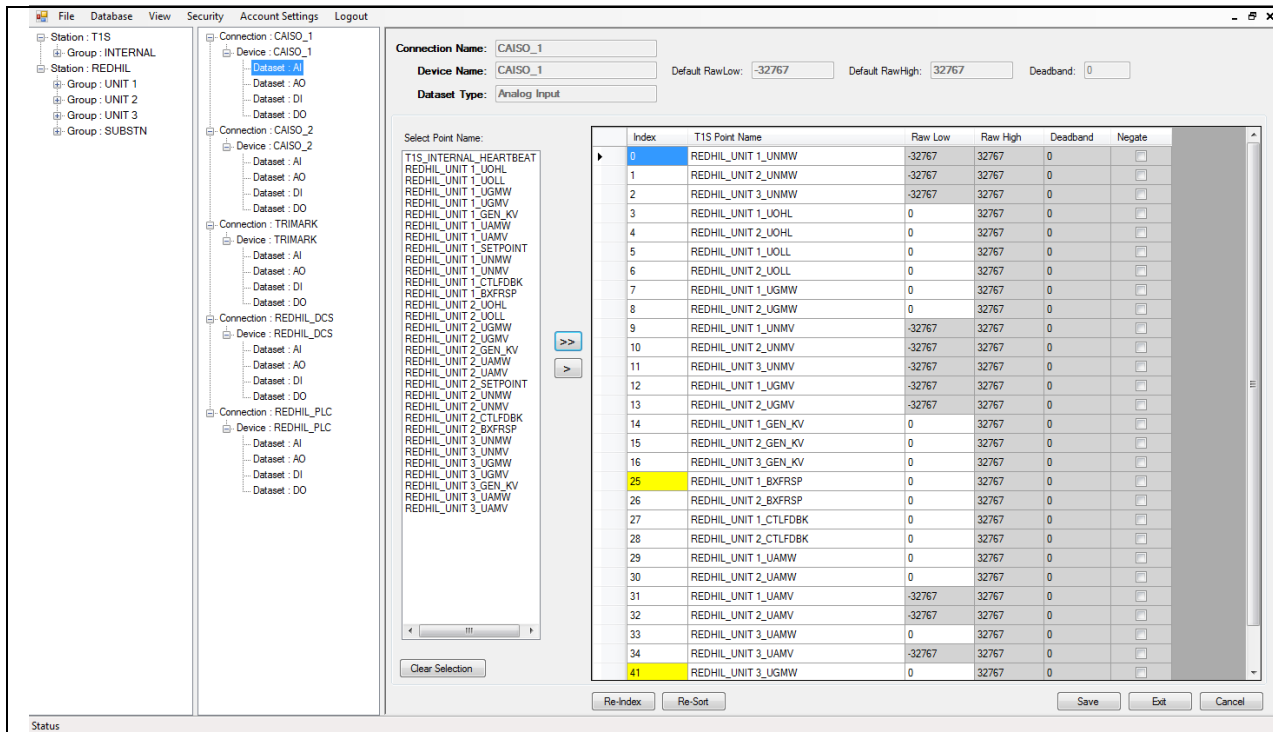 File Database View Security Account Settings Logout
Station : T1S
Group : INTERNAL
Station : REDHIL
Group : UNIT 1
Group : UNIT 2
Group : UNIT 3
Group : SUBSTN
Connection : CAISO_1
Device : CAISO_1
Dataset : AI
Dataset : AO
Dataset : DI
Dataset : DO
Connection : CAISO_2
Device : CAISO_2
Dataset : AI
Dataset : AO
Dataset : DI
Dataset : DO
Connection : TRIMARK
Device : TRIMARK
Dataset : AI
Dataset : AO
Dataset : DI
Dataset : DO
Connection : REDHIL_DCS
Device : REDHIL_DCS
Dataset : AI
Dataset : AO
Dataset : DI
Dataset : DO
Connection : REDHIL_PLC
Device : REDHIL_PLC
Dataset : AI
Dataset : AO
Dataset : DI
Dataset : DO
Connection Name: CAISO_1
Device Name: CAISO_1 Default RawLow: -32767 Default RawHigh: 32767 Deadband: 0
Dataset Type: Analog Input
Select Point Name:
T1S_INTERNAL_HEARTBEAT
REDHIL_UNIT 1_UOHL
REDHIL_UNIT 1_UOLL
REDHIL_UNIT 1_UGMW
REDHIL_UNIT 1_UGMV
REDHIL_UNIT 1_GEN_KV
REDHIL_UNIT 1_UAMW
REDHIL_UNIT 1_UAMV
REDHIL_UNIT 1_SETPOINT
REDHIL_UNIT 1_UNMW
REDHIL_UNIT 1_UNMV
REDHIL_UNIT 1_CTLFDBK
REDHIL_UNIT 1_BXFRSP
REDHIL_UNIT 2_UOHL
REDHIL_UNIT 2_UOLL
REDHIL_UNIT 2_UGMW
REDHIL_UNIT 2_UGMV
REDHIL_UNIT 2_GEN_KV
REDHIL_UNIT 2_UAMW
REDHIL_UNIT 2_UAMV
REDHIL_UNIT 2_SETPOINT
REDHIL_UNIT 2_UNMW
REDHIL_UNIT 2_UNMV
REDHIL_UNIT 2_CTLFDBK
REDHIL_UNIT 2_BXFRSP
REDHIL_UNIT 3_UNMW
REDHIL_UNIT 3_UNMV
REDHIL_UNIT 3_UGMW
REDHIL_UNIT 3_UGMV
REDHIL_UNIT 3_GEN_KV
REDHIL_UNIT 3_UAMW
REDHIL_UNIT 3_UAMV
Clear Selection
>>
>
Index T1S Point Name Raw Low Raw High Deadband Negate
0 REDHIL_UNIT 1_UNMW -32767 32767 0
1 REDHIL_UNIT 2_UNMW -32767 32767 0
2 REDHIL_UNIT 3_UNMW -32767 32767 0
3 REDHIL_UNIT 1_UOHL 0 32767 0
4 REDHIL_UNIT 2_UOHL 0 32767 0
5 REDHIL_UNIT 1_UOLL 0 32767 0
6 REDHIL_UNIT 2_UOLL 0 32767 0
7 REDHIL_UNIT 1_UGMW 0 32767 0
8 REDHIL_UNIT 2_UGMW 0 32767 0
9 REDHIL_UNIT 1_UNMV -32767 32767 0
10 REDHIL_UNIT 2_UNMV -32767 32767 0
11 REDHIL_UNIT 3_UNMV -32767 32767 0
12 REDHIL_UNIT 1_UGMV -32767 32767 0
13 REDHIL_UNIT 2_UGMV -32767 32767 0
14 REDHIL_UNIT 1_GEN_KV 0 32767 0
15 REDHIL_UNIT 2_GEN_KV 0 32767 0
16 REDHIL_UNIT 3_GEN_KV 0 32767 0
25 REDHIL_UNIT 1_BXFRSP 0 32767 0
26 REDHIL_UNIT 2_BXFRSP 0 32767 0
27 REDHIL_UNIT 1_CTLFDBK 0 32767 0
28 REDHIL_UNIT 2_CTLFDBK 0 32767 0
29 REDHIL_UNIT 1_UAMW 0 32767 0
30 REDHIL_UNIT 2_UAMW 0 32767 0
31 REDHIL_UNIT 1_UAMV -32767 32767 0
32 REDHIL_UNIT 2_UAMV -32767 32767 0
33 REDHIL_UNIT 3_UAMW 0 32767 0
34 REDHIL_UNIT 3_UAMV -32767 32767 0
41 REDHIL_UNIT 3_UGMW 0 32767 0
Re-Index Re-Sort Save Exit Cancel
Status